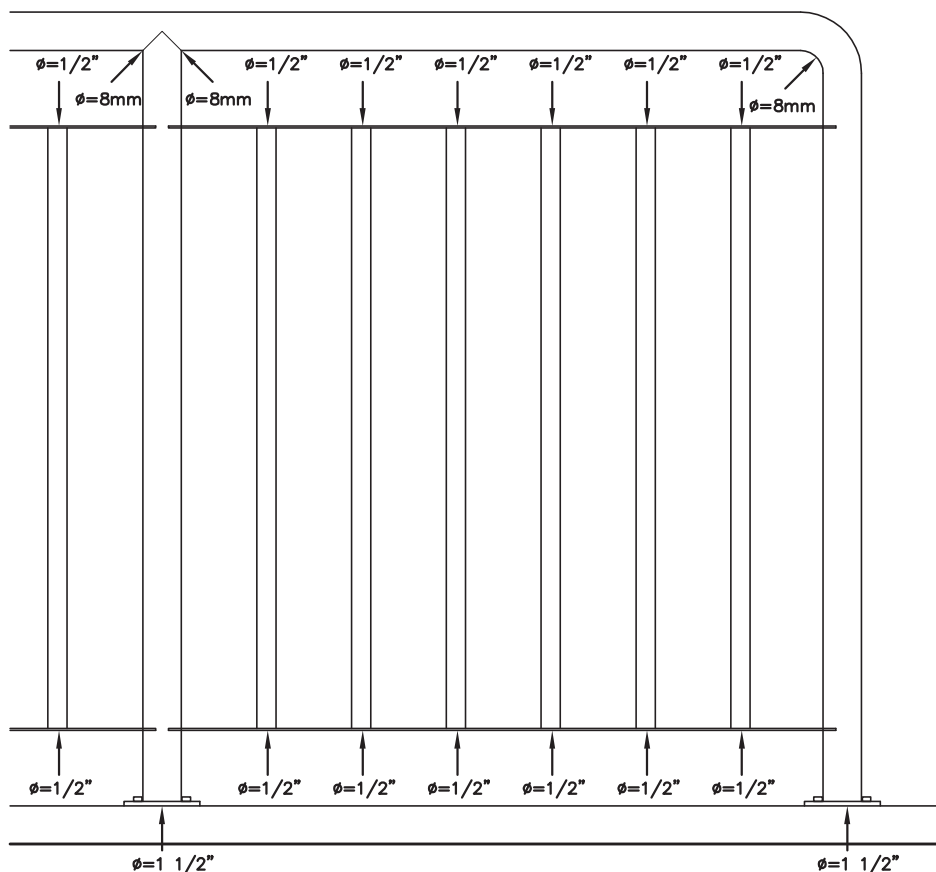 ø=1/2” ø=1/2” ø=1/2” ø=1/2” ø=1/2” ø=1/2” ø=1/2”
ø=8mm ø=8mm ø=8mm
ø=1/2” ø=1/2” ø=1/2” ø=1/2” ø=1/2” ø=1/2” ø=1/2”
ø=1 1/2” ø=1 1/2”